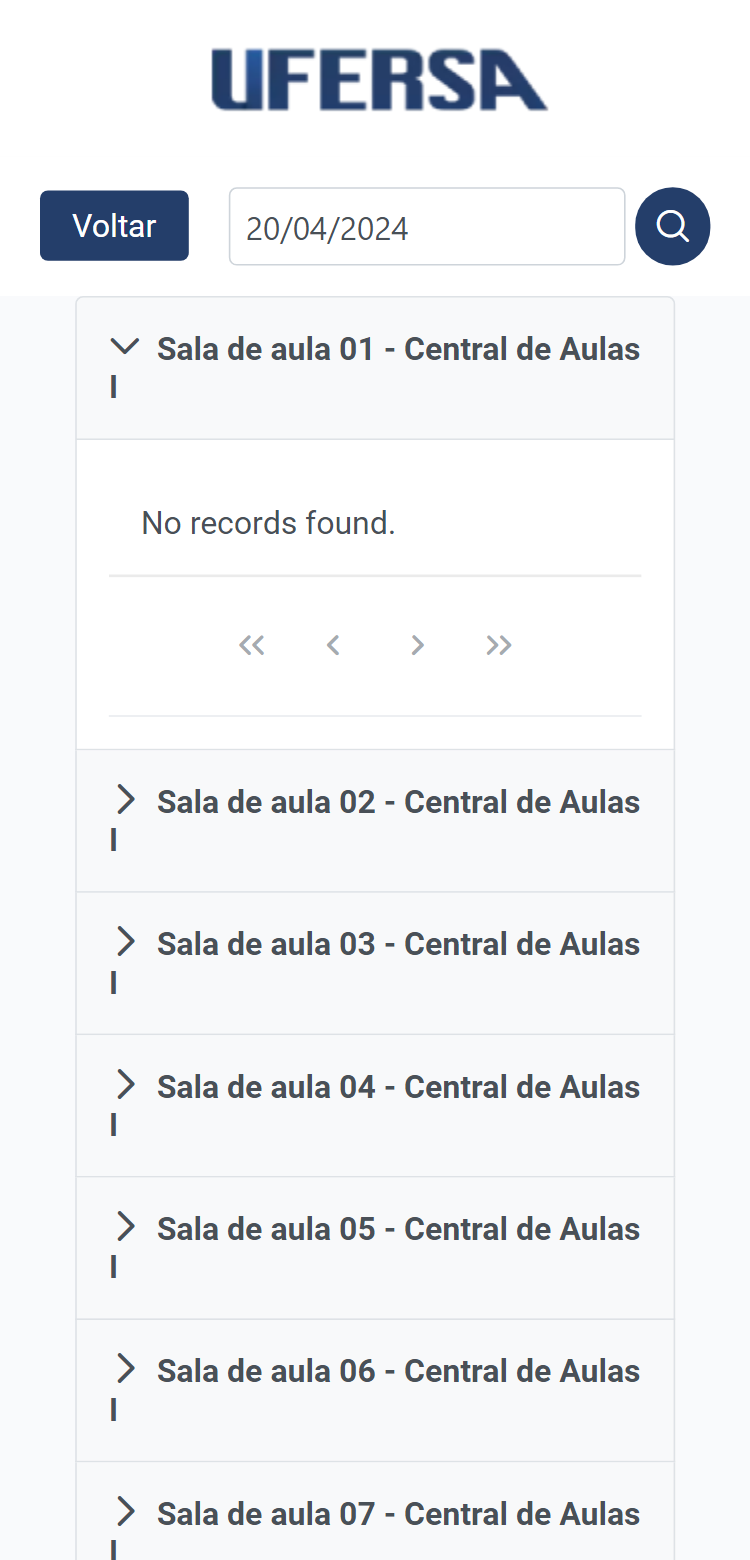 UFERSA
Voltar
20/04/2024
Sala de aula 01 - Central de Aulas
I
No records found.
Sala de aula 02 - Central de Aulas
I
Sala de aula 03 - Central de Aulas
I
Sala de aula 04 - Central de Aulas
I
Sala de aula 05 - Central de Aulas
I
Sala de aula 06 - Central de Aulas
I
Sala de aula 07 - Central de Aulas
I